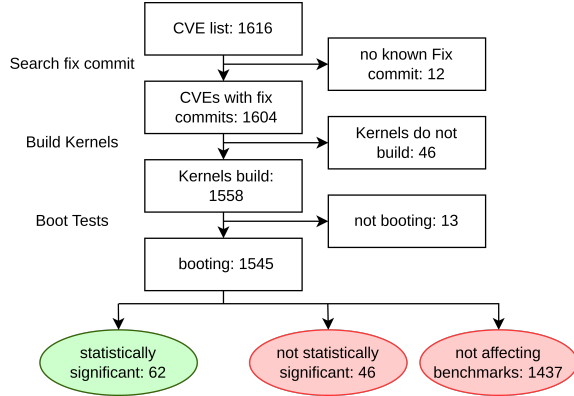 CVE list: 1616
Search fix commit
no known Fix
commit: 12
CVEs with fix
commits: 1604
Build Kernels
Kernels do not
build: 46
Kernels build:
1558
Boot Tests
not booting: 13
booting: 1545
statistically
significant: 62
not statistically
significant: 46
not affecting
benchmarks: 1437